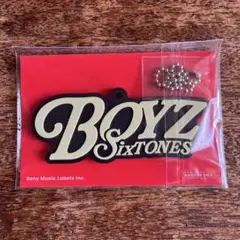 BOYZ
SixTONES
Sony Music Labels Inc.